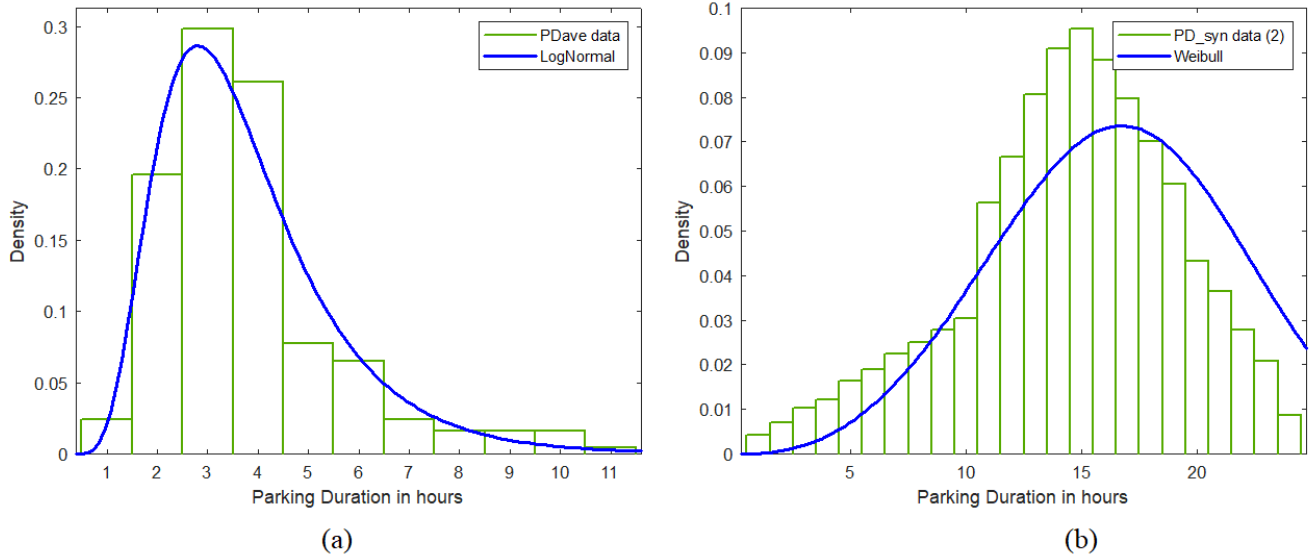 0.3
0.25
0.2
0.15
0.1
0.05
0
Density
PDave data
LogNormal
1 2 3 4 5 6 7 8 9 10 11
Parking Duration in hours
(a)
0.1
0.09
0.08
0.07
0.06
0.05
0.04
0.03
0.02
0.01
0
Density
PD_syn data (2)
Weibull
5 10 15 20
Parking Duration in hours
(b)